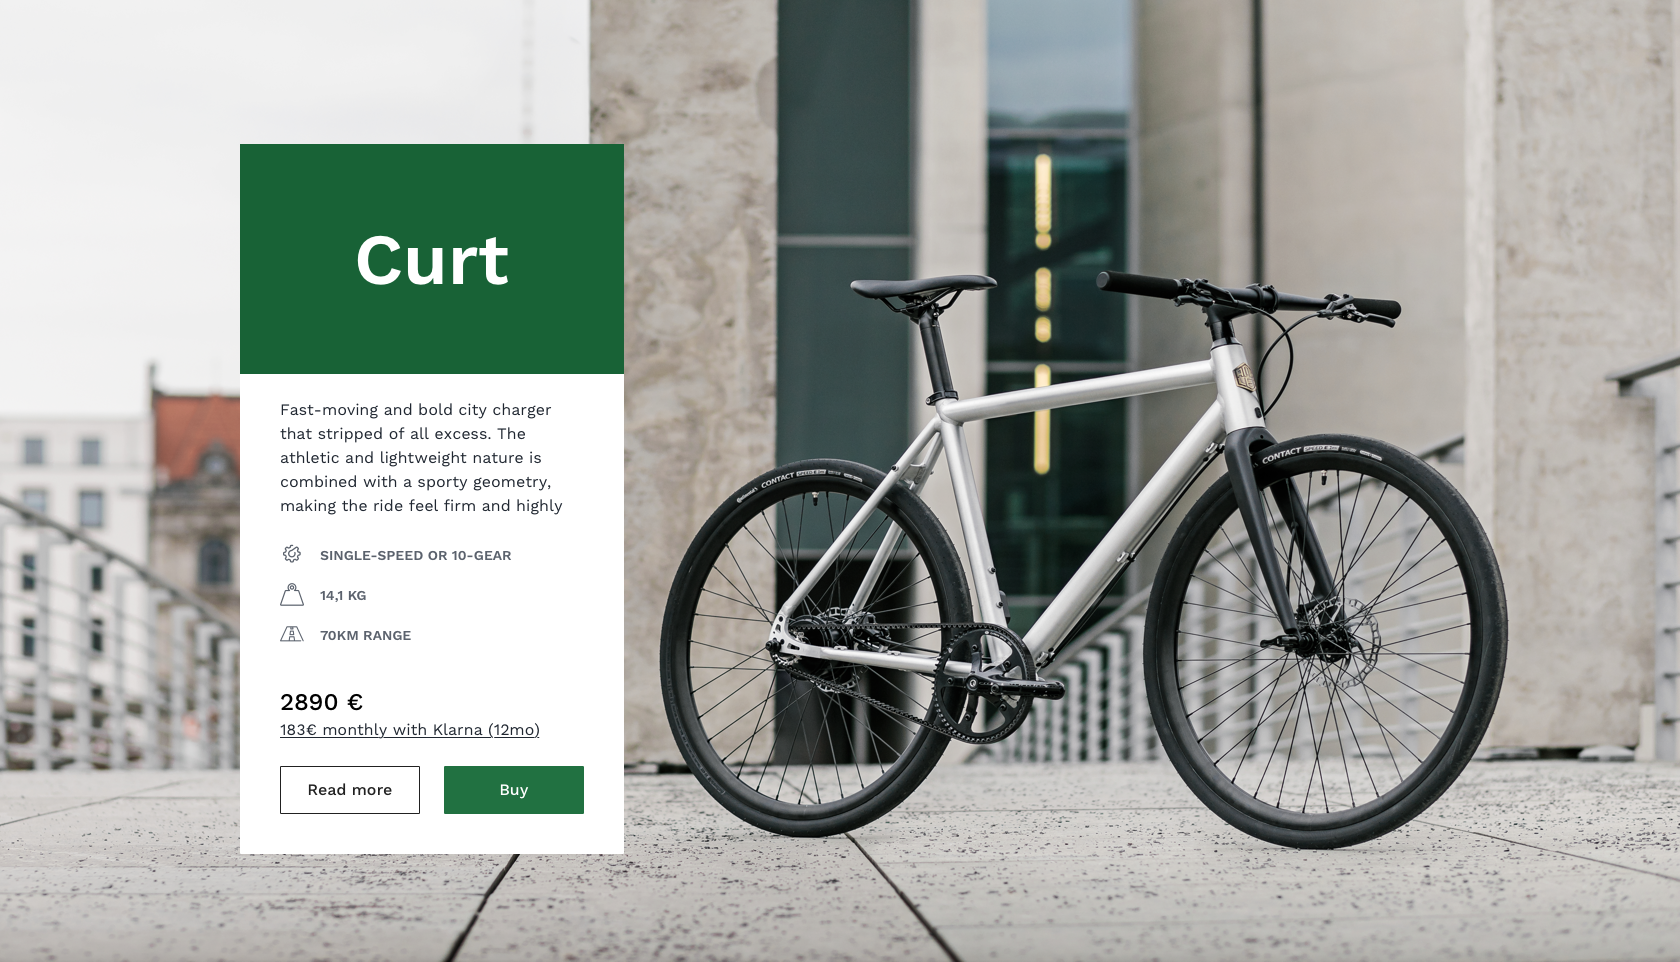 Curt
Fast-moving and bold city charger
that stripped of all excess. The
athletic and lightweight nature is
combined with a sporty geometry,
making the ride feel firm and highly
SINGLE-SPEED OR 10-GEAR
14,1 KG
70KM RANGE
2890 €
183€ monthly with Klarna (12mo)
Read more
Buy
CONTACT SPEED
CONTACT SPEED